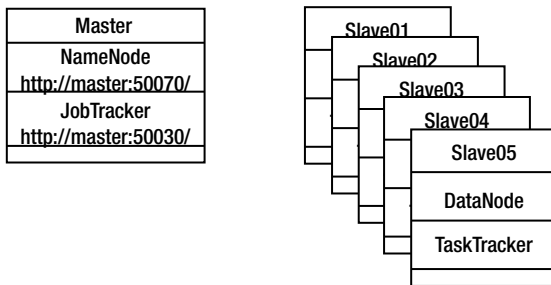 Master
NameNode
http://master:50070/
JobTracker
http://master:50030/
Slave01
Slave02
Slave03
Slave04
Slave05
DataNode
TaskTracker